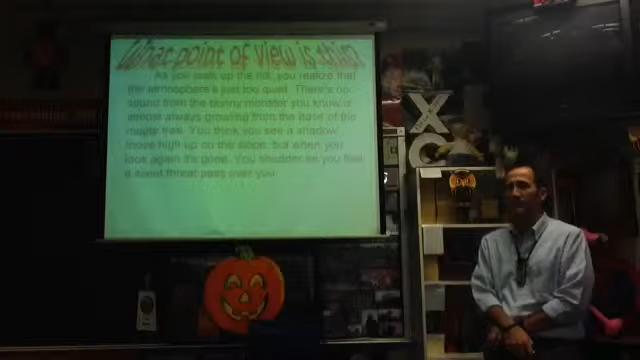 What point of view is this?
As you walk up the hill, you realize that
the atmosphere is just too quiet. There's no
sound from the bunny monster you know is
almost always growling from the base of the
maple tree. You think you see a shadow
move high up on the slope, but when you
look again it's gone. You shudder as you feel
a silent threat pass over you.
X